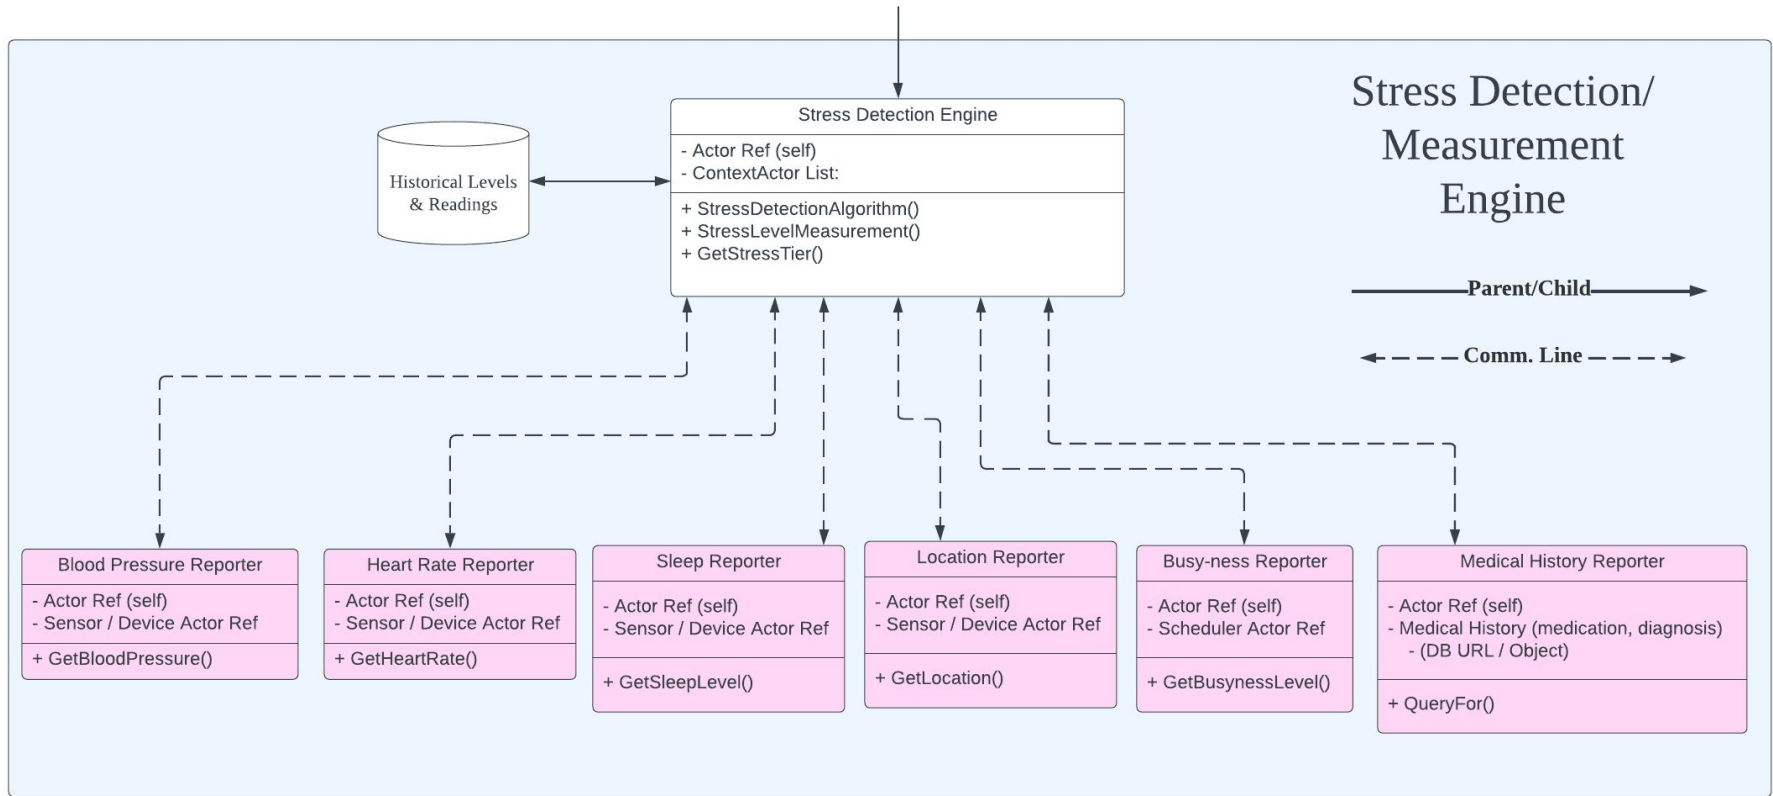 Stress Detection/
Measurement
Engine
Parent/Child
Comm. Line
Historical Levels
& Readings
Stress Detection Engine
- Actor Ref (self)
- ContextActor List:
+ StressDetectionAlgorithm()
+ StressLevelMeasurement()
+ GetStressTier()
Blood Pressure Reporter
- Actor Ref (self)
- Sensor / Device Actor Ref
+ GetBloodPressure()
Heart Rate Reporter
- Actor Ref (self)
- Sensor / Device Actor Ref
+ GetHeartRate()
Sleep Reporter
- Actor Ref (self)
- Sensor / Device Actor Ref
+ GetSleepLevel()
Location Reporter
- Actor Ref (self)
- Sensor / Device Actor Ref
+ GetLocation()
Busy-ness Reporter
- Actor Ref (self)
- Scheduler Actor Ref
+ GetBusynessLevel()
Medical History Reporter
- Actor Ref (self)
- Medical History (medication, diagnosis)
- (DB URL / Object)
+ QueryFor()